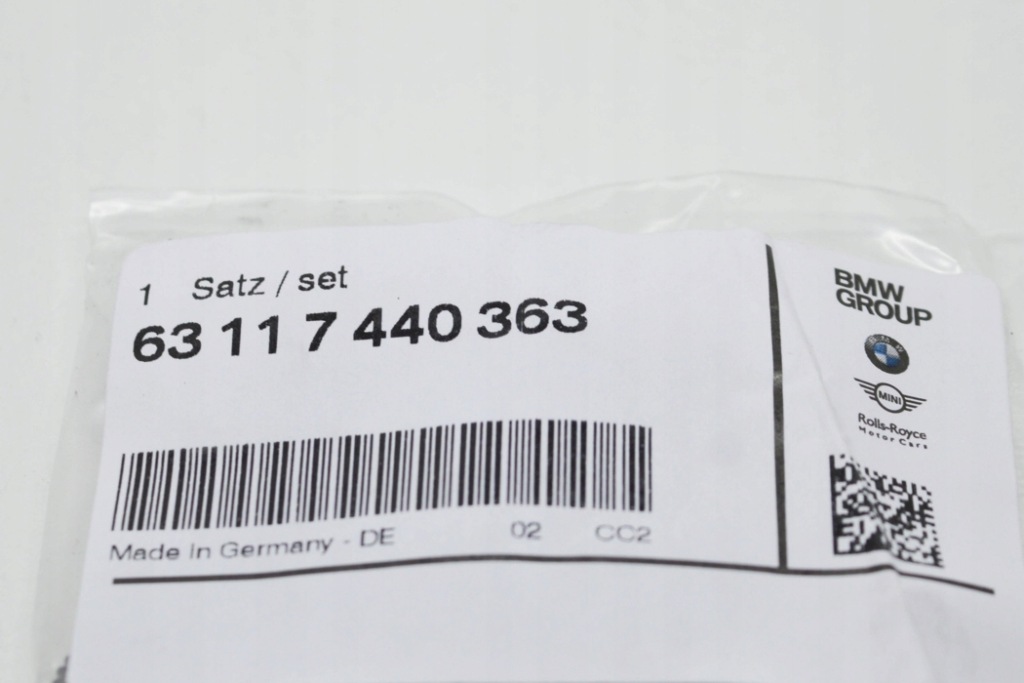 1 Satz / set
63 11 7 440 363
Made in Germany - DE 02 CC2
BMW
GROUP
BMW
MINI
Rolls-Royce
Motor Cars